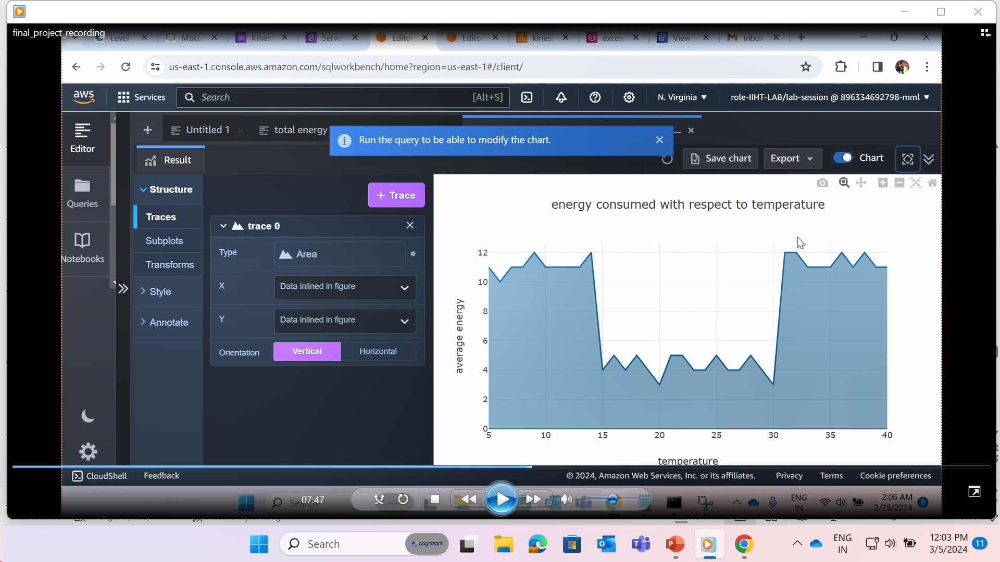 final_project_recording
Level
Make
Kinesi
Serve
Editor
Editor
kinesi
exces
View
Inbox
us-east-1.console.aws.amazon.com/sqlworkbench/home?region=us-east-1#/client/
aws
Services
Search
[Alt+S]
N. Virginia
role-IIHT-LAB/lab-session @ 896334692798-mml
Editor
Queries
Notebooks
Untitled 1
total energy
...
Run the query to be able to modify the chart.
Result
Save chart
Export
Chart
Structure
Traces
Subplots
Transforms
Style
Annotate
Trace
trace 0
Type
Area
X
Data inlined in figure
Y
Data inlined in figure
Orientation
Vertical
Horizontal
energy consumed with respect to temperature
average energy
12
10
8
6
4
2
0
5 10 15 20 25 30 35 40
temperature
CloudShell
Feedback
© 2024, Amazon Web Services, Inc. or its affiliates.
Privacy
Terms
Cookie preferences
07:47
Search
ENG
IN
2:06 AM
2/25/2024
8
Search
cognizant
ENG
IN
12:03 PM
3/5/2024
11